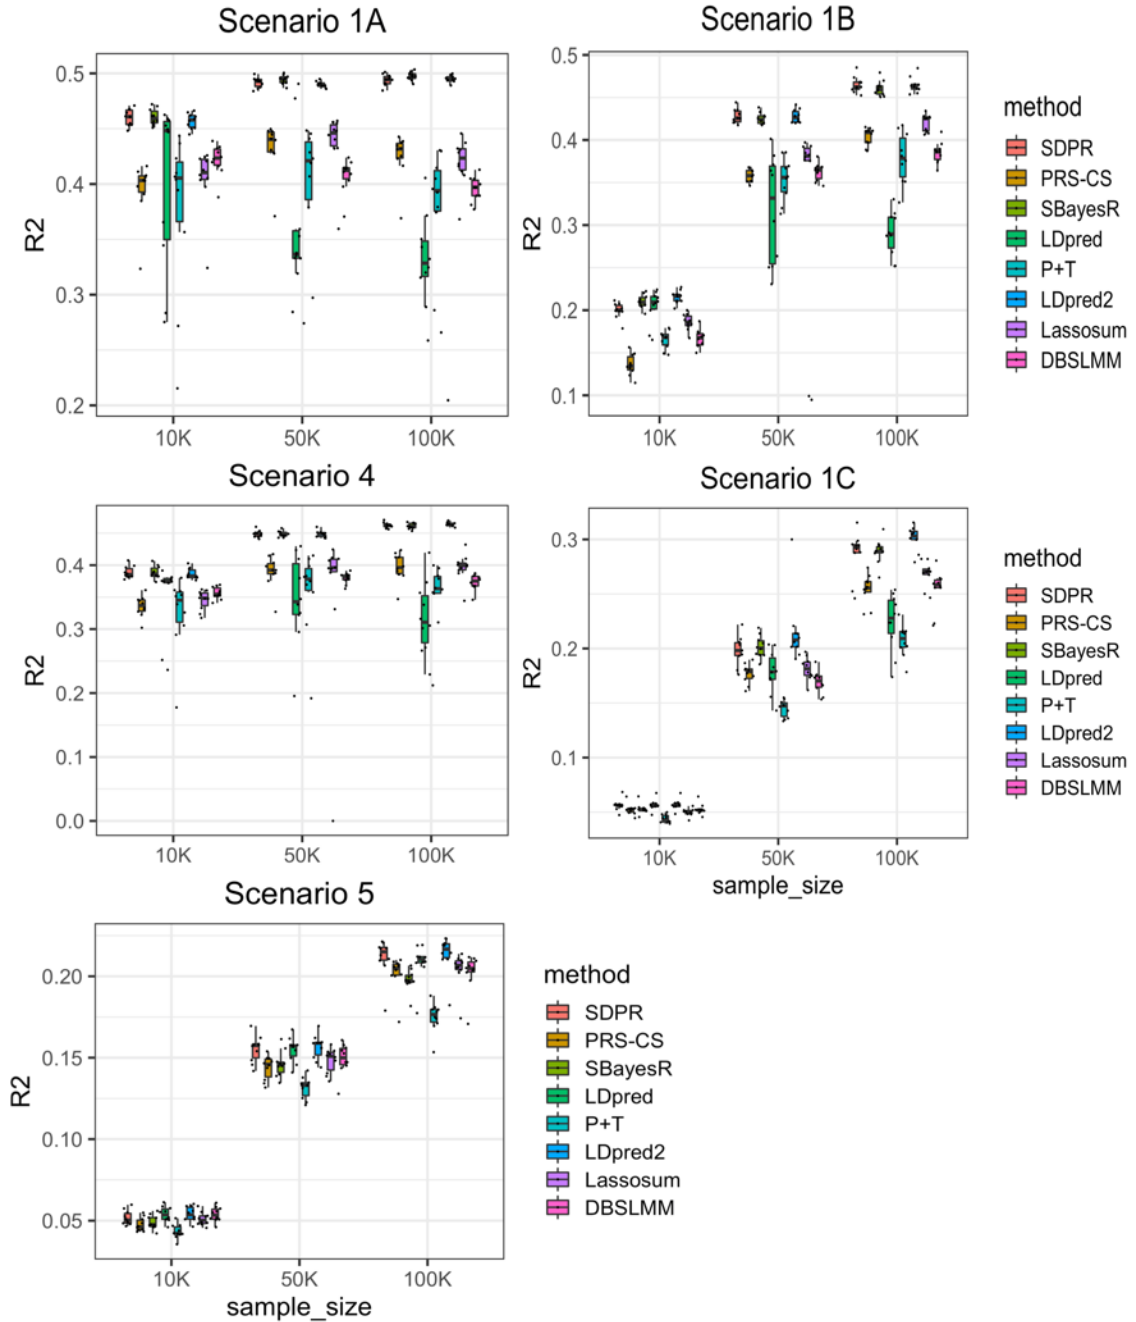 Scenario 1A
R2
0.5
0.4
0.3
0.2
10K
50K
100K
Scenario 1B
R2
0.5
0.4
0.3
0.2
0.1
10K
50K
100K
method
SDPR
PRS-CS
SBayesR
LDpred
P+T
LDpred2
Lassosum
DBSLMM
Scenario 4
R2
0.4
0.3
0.2
0.1
0.0
10K
50K
100K
Scenario 1C
R2
0.3
0.2
0.1
10K
50K
100K
sample_size
method
SDPR
PRS-CS
SBayesR
LDpred
P+T
LDpred2
Lassosum
DBSLMM
Scenario 5
R2
0.20
0.15
0.10
0.05
10K
50K
100K
sample_size
method
SDPR
PRS-CS
SBayesR
LDpred
P+T
LDpred2
Lassosum
DBSLMM